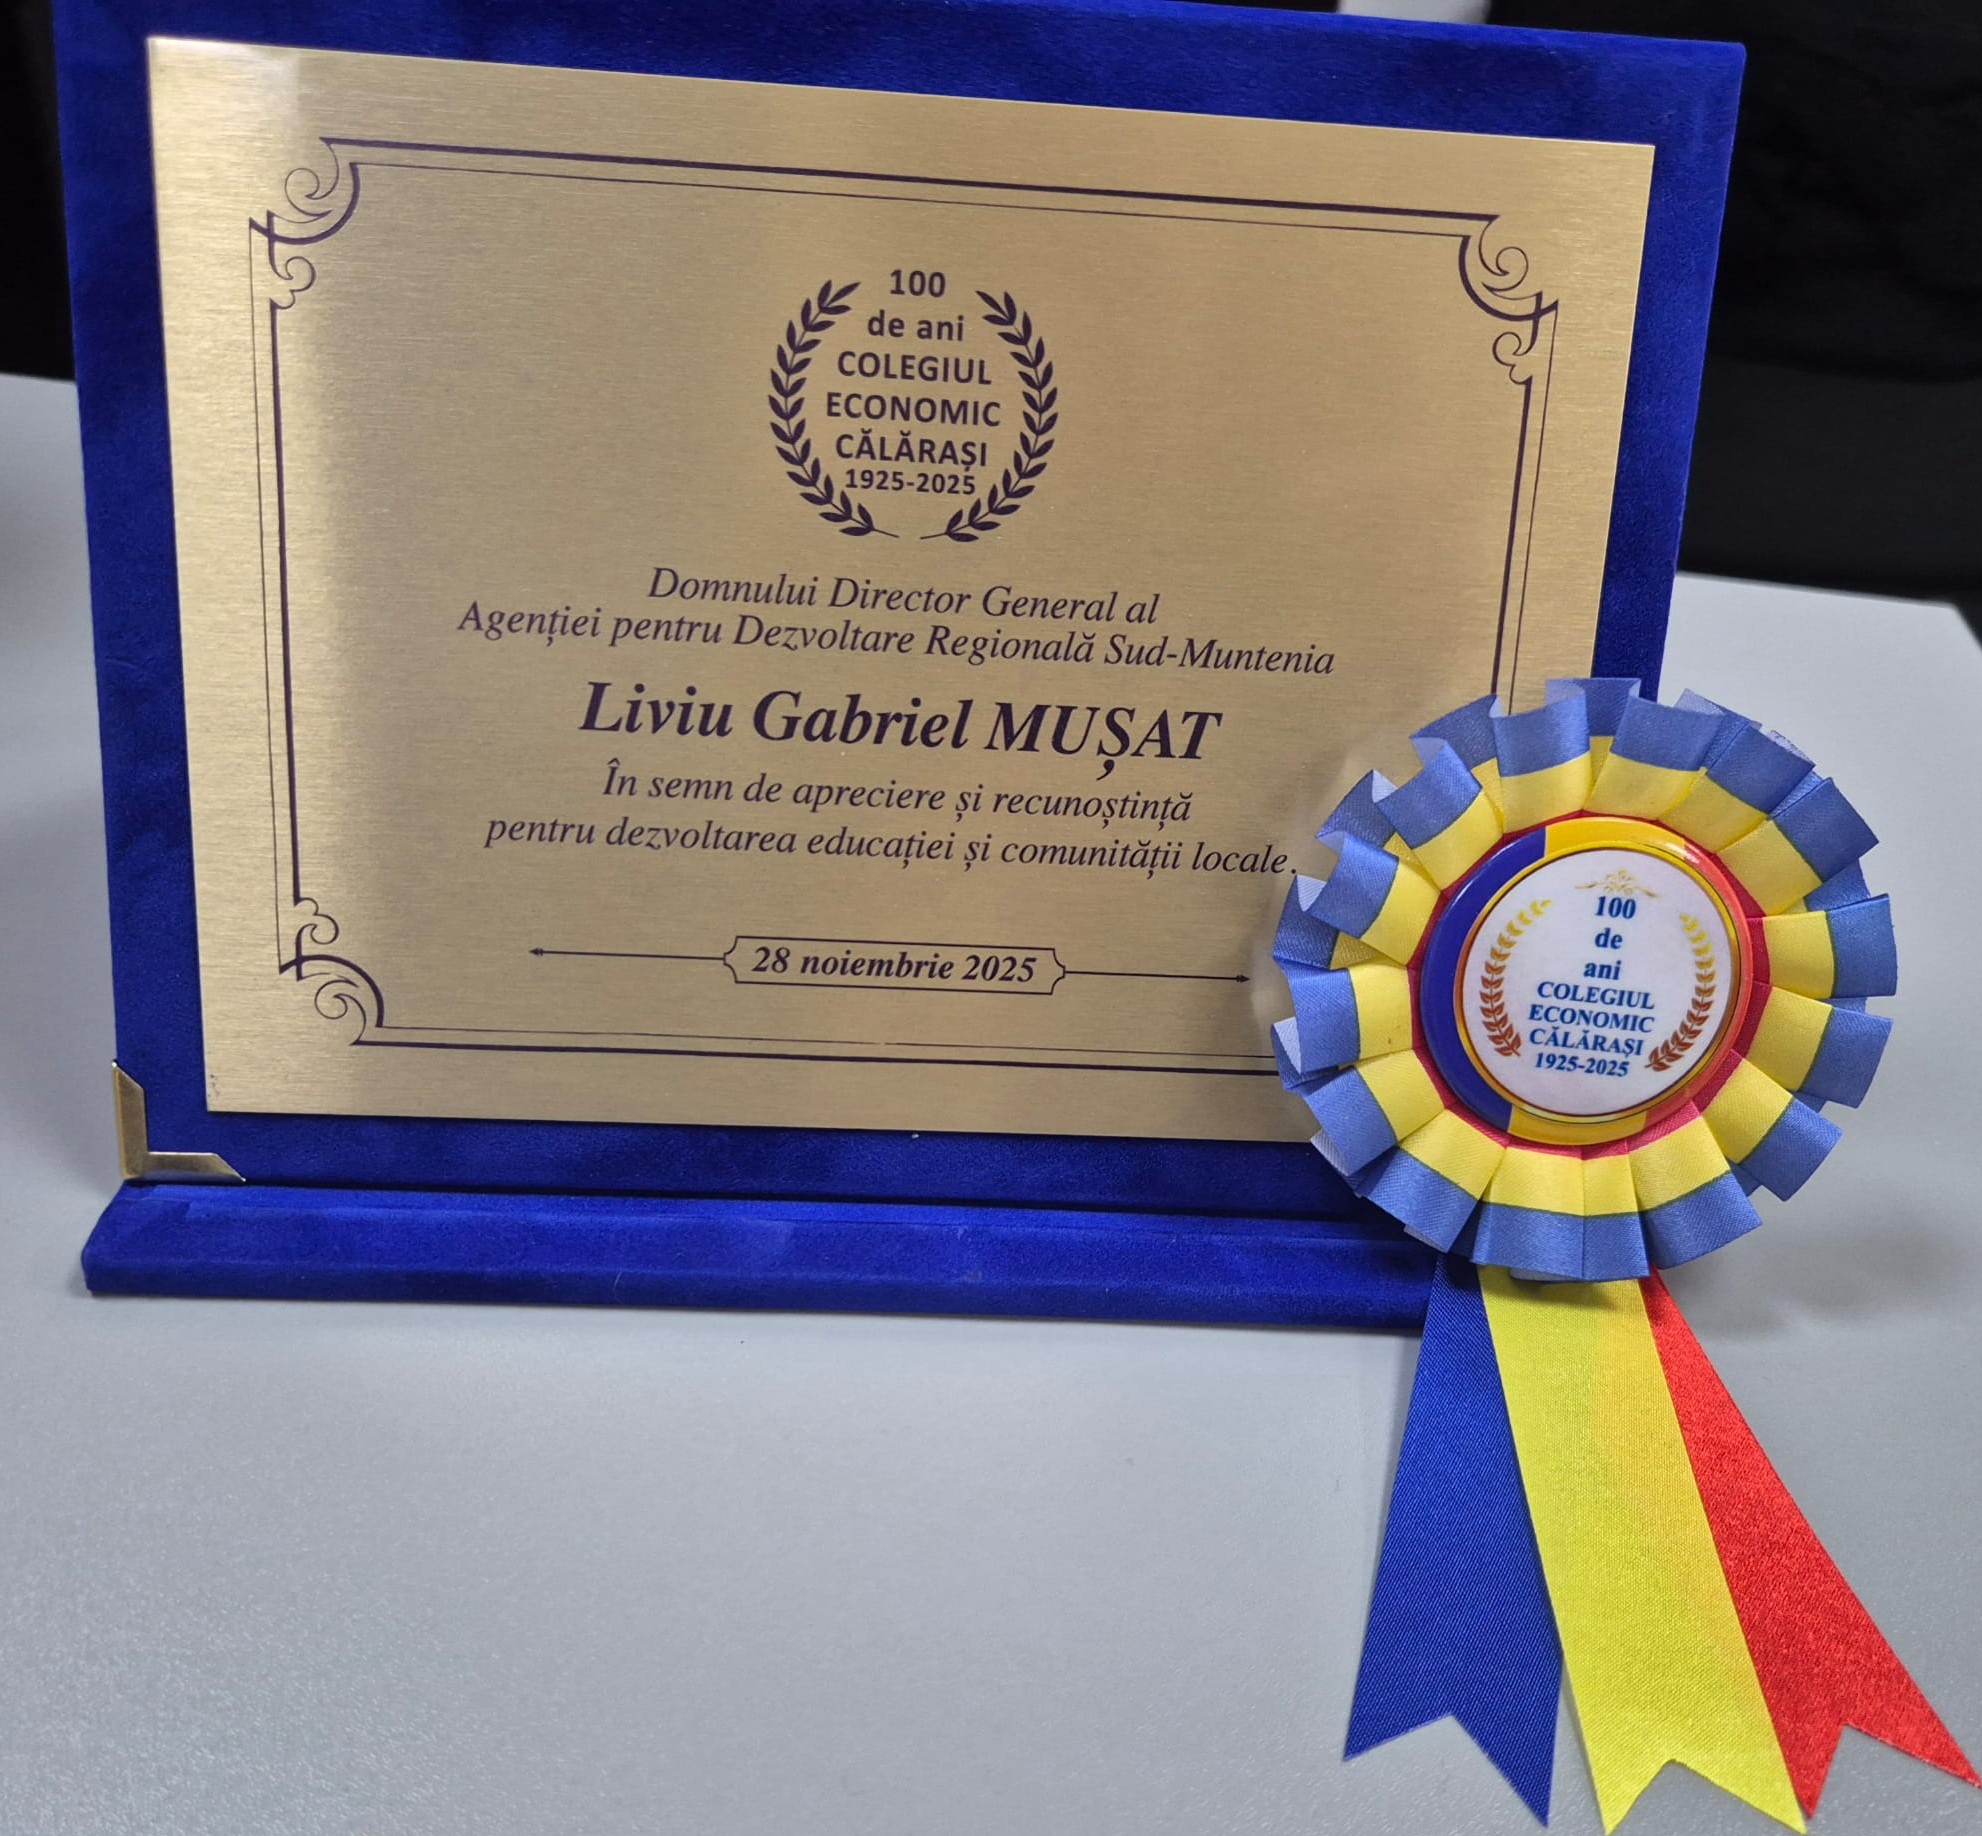 100
de ani
COLEGIUL
ECONOMIC
CĂLĂRAȘI
1925-2025
Domnului Director General al
Agenției pentru Dezvoltare Regională Sud-Muntenia
Liviu Gabriel MUȘAT
În semn de apreciere și recunoștință
pentru dezvoltarea educației și comunității locale.
28 noiembrie 2025
100
de
ani
COLEGIUL
ECONOMIC
CĂLĂRAȘI
1925-2025